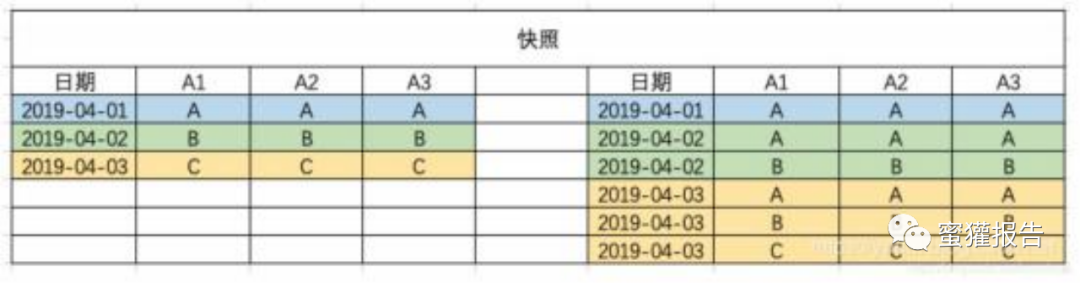 快照
日期 A1 A2 A3 日期 A1 A2 A3
2019-04-01 A A A 2019-04-01 A A A
2019-04-02 B B B 2019-04-02 A A A
2019-04-03 C C C 2019-04-02 B B B
2019-04-03 A A A
2019-04-03 B B
蜜獾报告
2019-04-03 C C C